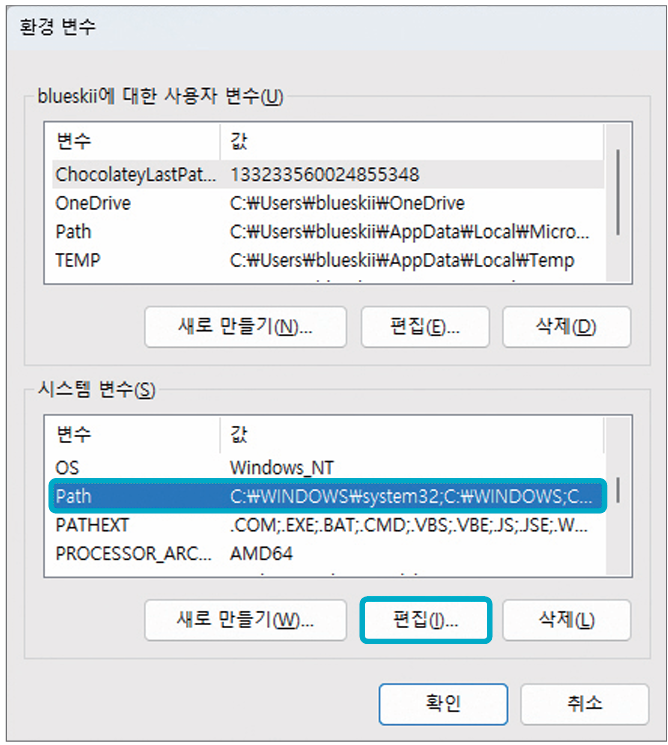 환경 변수
blueskii에 대한 사용자 변수(U)
변수 값
ChocolateyLastPat... 133233560024855348
OneDrive C:₩Users₩blueskii₩OneDrive
Path C:₩Users₩blueskii₩AppData₩Local₩Micro...
TEMP C:₩Users₩blueskii₩AppData₩Local₩Temp
새로 만들기(N)... 편집(E)... 삭제(D)
시스템 변수(S)
변수 값
OS Windows_NT
Path C:₩WINDOWS₩system32;C:₩WINDOWS;C...
PATHEXT .COM;.EXE;.BAT;.CMD;.VBS;.VBE;.JS;.JSE;.W...
PROCESSOR_ARC... AMD64
새로 만들기(W)... 편집(I)... 삭제(L)
확인 취소